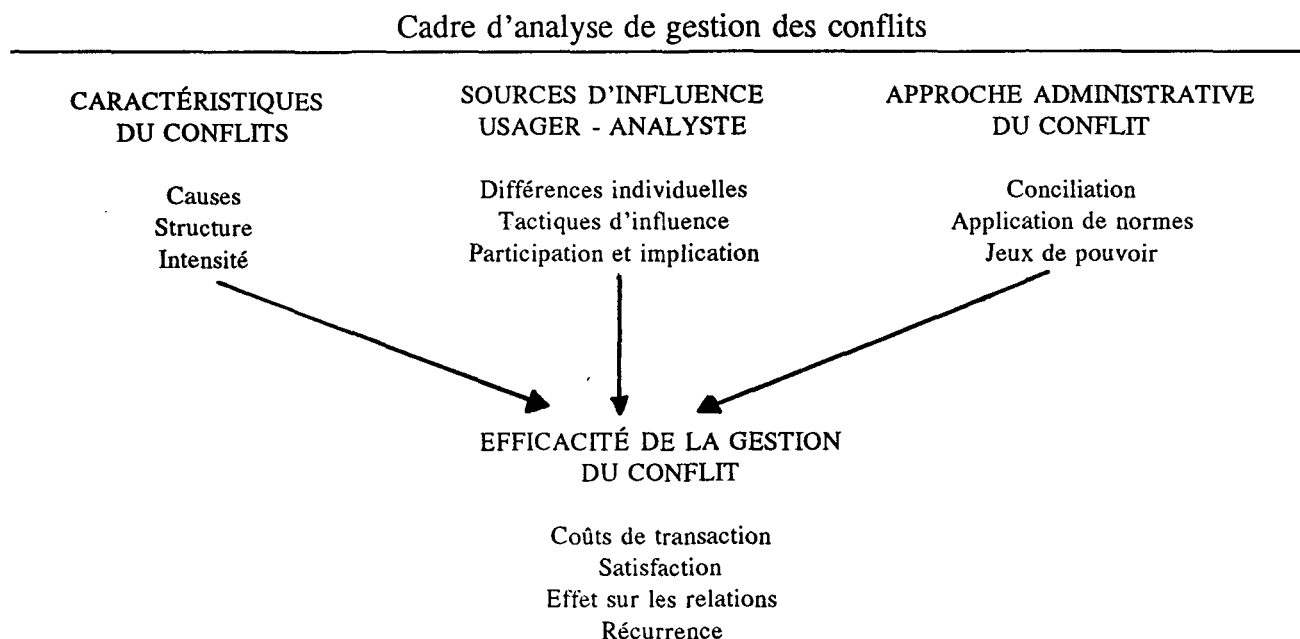 Cadre d'analyse de gestion des conflits
CARACTÉRISTIQUES
DU CONFLITS
Causes
Structure
Intensité
SOURCES D'INFLUENCE
USAGER - ANALYSTE
Différences individuelles
Tactiques d'influence
Participation et implication
APPROCHE ADMINISTRATIVE
DU CONFLIT
Conciliation
Application de normes
Jeux de pouvoir
EFFICACITÉ DE LA GESTION
DU CONFLIT
Coûts de transaction
Satisfaction
Effet sur les relations
Récurrence